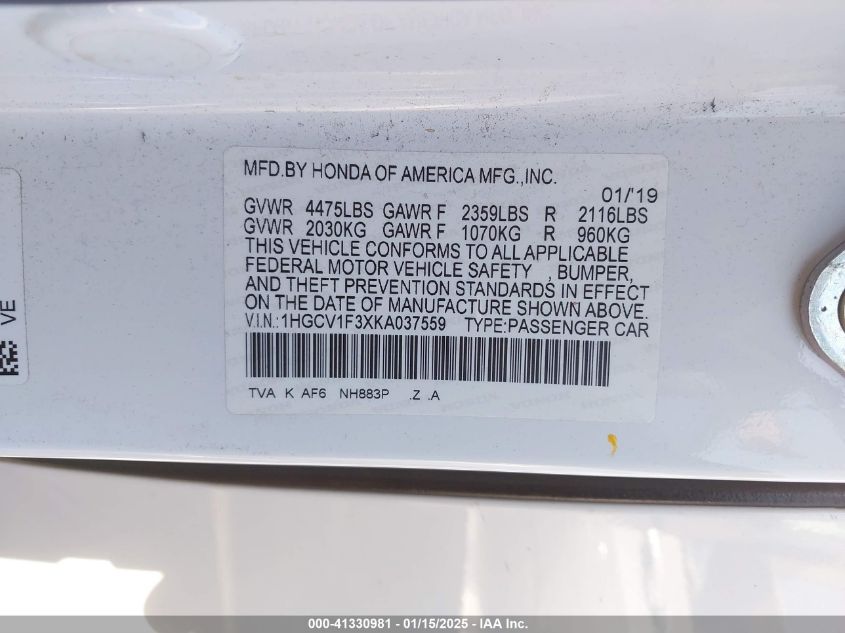 MFD.BY HONDA OF AMERICA MFG.,INC.
01/'19
GVWR 4475LBS GAWR F 2359LBS R 2116LBS
GVWR 2030KG GAWR F 1070KG R 960KG
THIS VEHICLE CONFORMS TO ALL APPLICABLE
FEDERAL MOTOR VEHICLE SAFETY , BUMPER,
AND THEFT PREVENTION STANDARDS IN EFFECT
ON THE DATE OF MANUFACTURE SHOWN ABOVE.
V.I.N.: 1HGCV1F3XKA037559 TYPE:PASSENGER CAR
TVA K AF6 NH883P .Z .A
VE
000-41330981 - 01/15/2025 - IAA Inc.